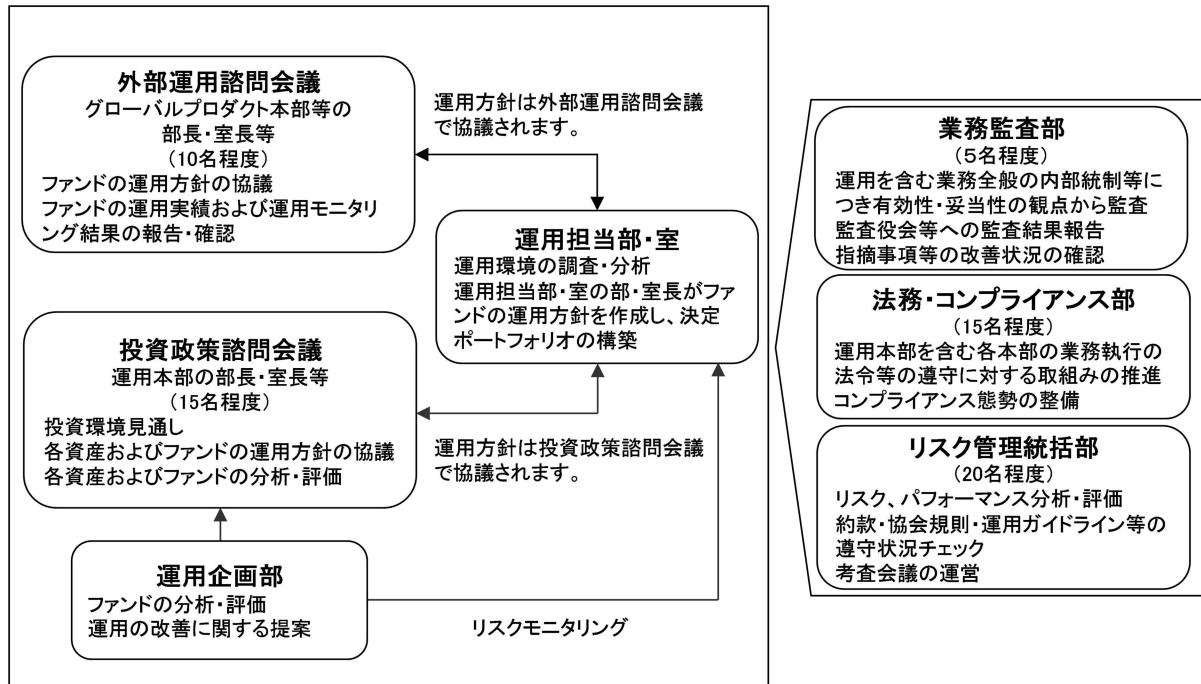 外部運用諮問会議
グローバルプロダクト本部等の
部長・室長等
(10名程度)
ファンドの運用方針の協議
ファンドの運用実績および運用モニタリ
ング結果の報告・確認
運用方針は外部運用諮問会議
で協議されます。
運用担当部・室
運用環境の調査・分析
運用担当部・室の部・室長がファ
ンドの運用方針を作成し、決定
ポートフォリオの構築
投資政策諮問会議
運用本部の部長・室長等
(15名程度)
投資環境見通し
各資産およびファンドの運用方針の協議
各資産およびファンドの分析・評価
運用方針は投資政策諮問会議
で協議されます。
運用企画部
ファンドの分析・評価
運用の改善に関する提案
リスクモニタリング
業務監査部
(5名程度)
運用を含む業務全般の内部統制等に
つき有効性・妥当性の観点から監査
監査役会等への監査結果報告
指摘事項等の改善状況の確認
法務・コンプライアンス部
(15名程度)
運用本部を含む各本部の業務執行の
法令等の遵守に対する取組みの推進
コンプライアンス態勢の整備
リスク管理統括部
(20名程度)
リスク、パフォーマンス分析・評価
約款・協会規則・運用ガイドライン等の
遵守状況チェック
考査会議の運営